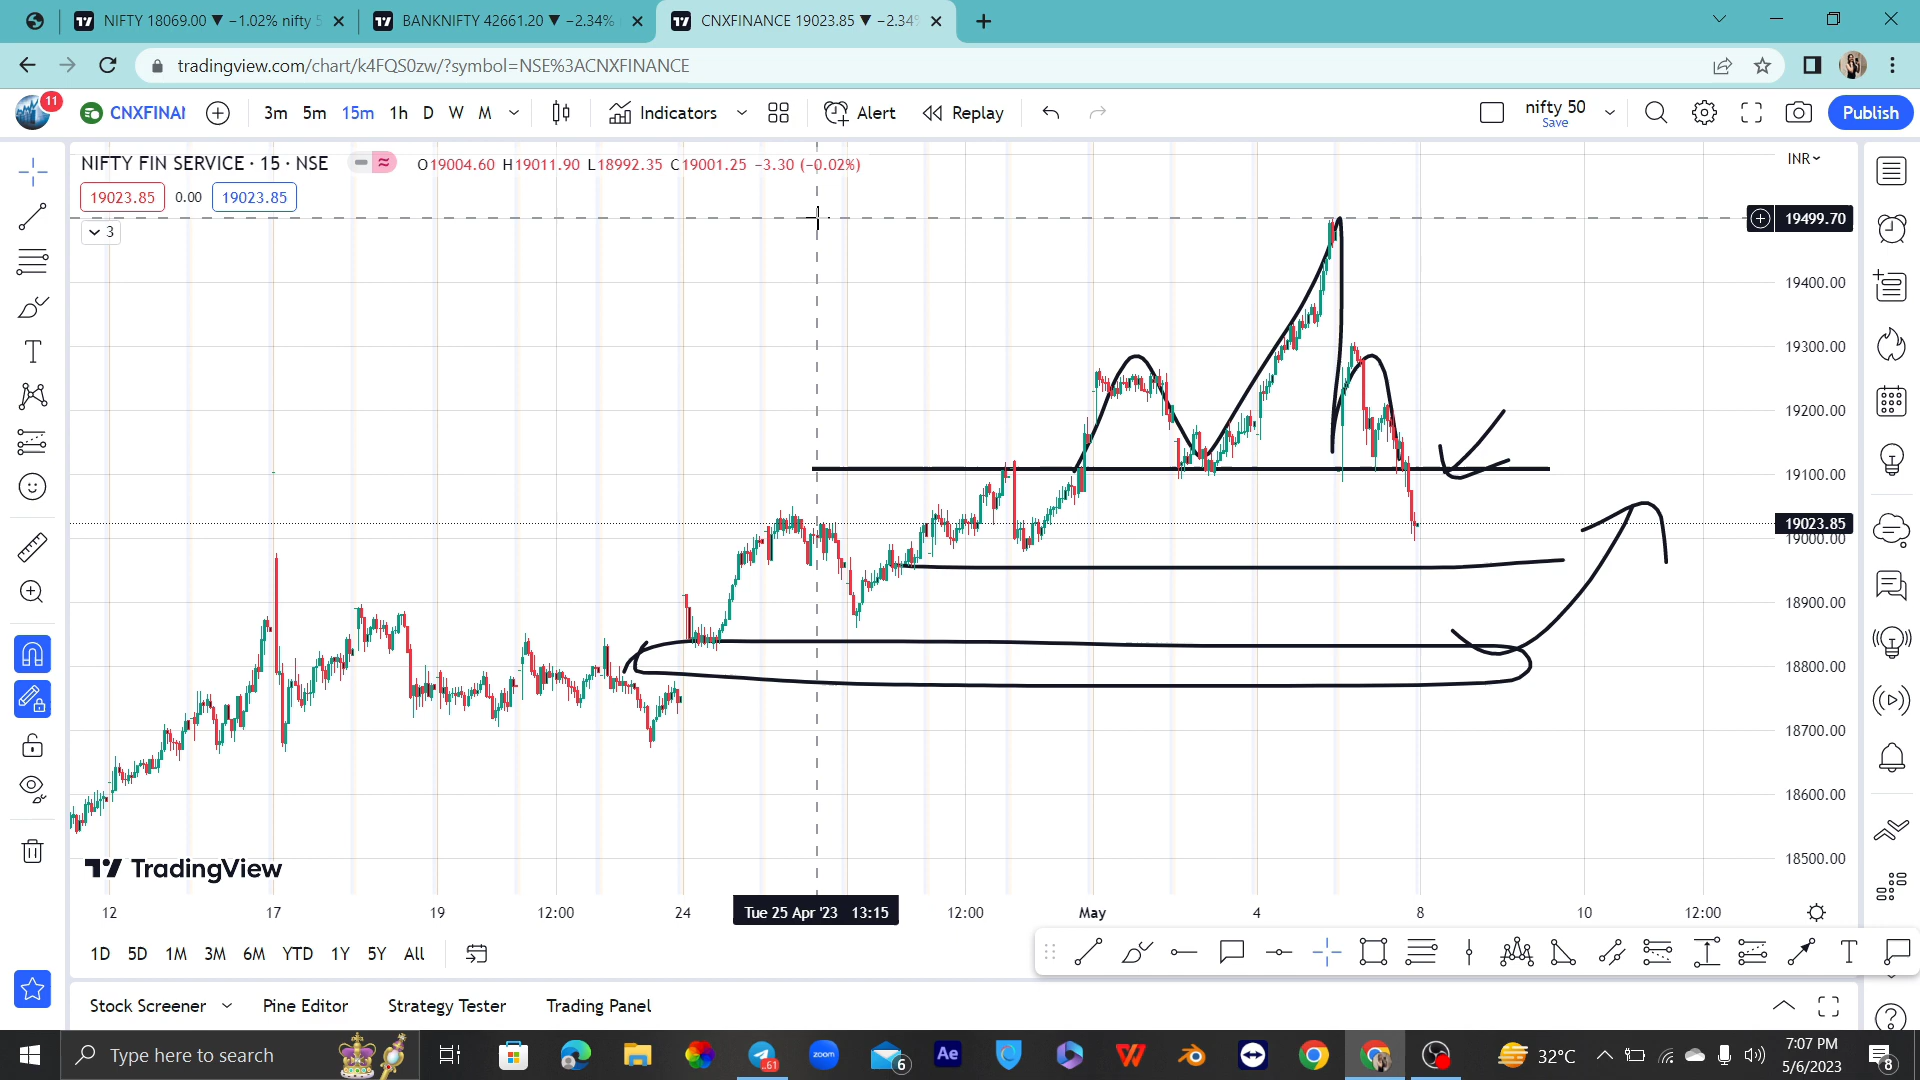 NIFTY 18069.00 ▼ −1.02% nifty 5
BANKNIFTY 42661.20 ▼ −2.34%
CNXFINANCE 19023.85 ▼ −2.34%
tradingview.com/chart/k4FQS0zw/?symbol=NSE%3ACNXFINANCE
11
CNXFINAI
3m 5m 15m 1h D W M
Indicators
Alert
Replay
nifty 50
Save
Publish
NIFTY FIN SERVICE · 15 · NSE
O19004.60 H19011.90 L18992.35 C19001.25 −3.30 (−0.02%)
INR
19023.85 0.00 19023.85
3
19499.70
19400.00
19300.00
19200.00
19100.00
19023.85
19000.00
18900.00
18800.00
18700.00
18600.00
18500.00
TradingView
12 17 19 12:00 24 Tue 25 Apr '23 13:15 12:00 May 4 8 10 12:00
1D 5D 1M 3M 6M YTD 1Y 5Y All
Stock Screener Pine Editor Strategy Tester Trading Panel
Type here to search
61
zoom
6
Ae
32°C
7:07 PM
5/6/2023
8